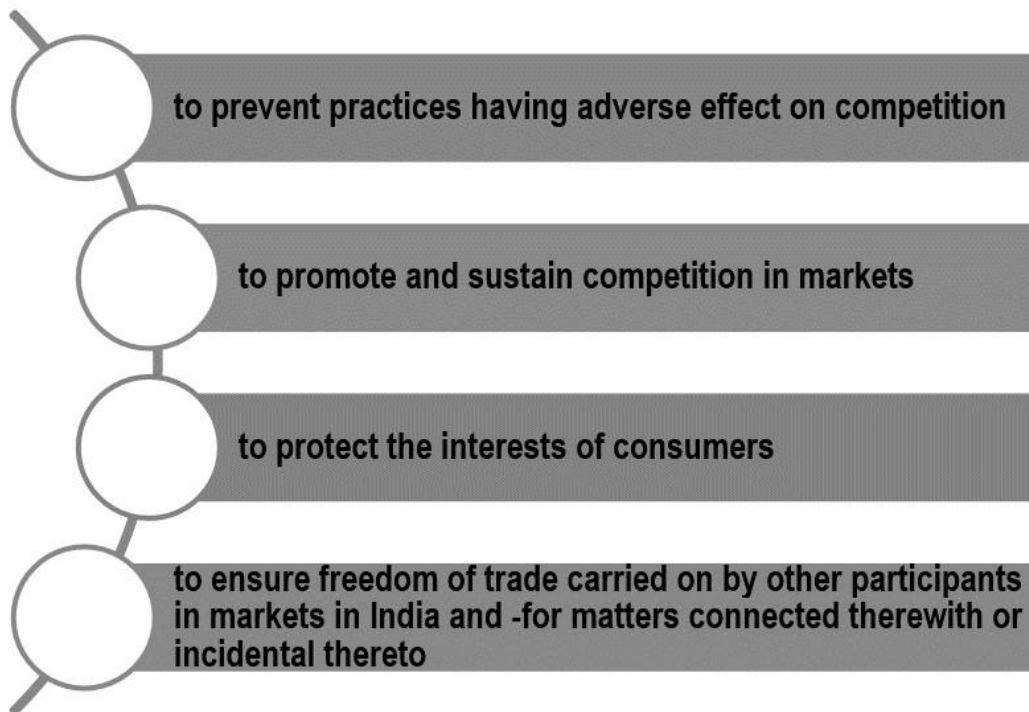 to prevent practices having adverse effect on competition
to promote and sustain competition in markets
to protect the interests of consumers
to ensure freedom of trade carried on by other participants
in markets in India and -for matters connected therewith or
incidental thereto